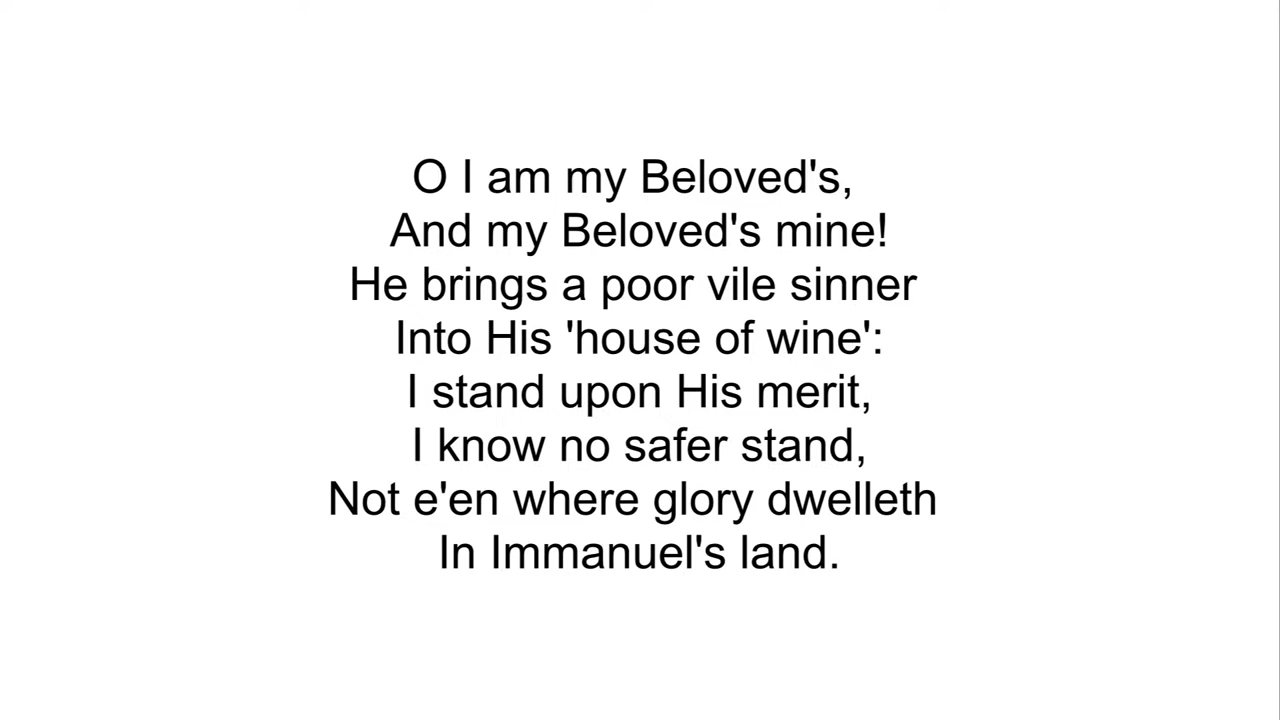 O I am my Beloved's,
And my Beloved's mine!
He brings a poor vile sinner
Into His 'house of wine':
I stand upon His merit,
I know no safer stand,
Not e'en where glory dwelleth
In Immanuel's land.